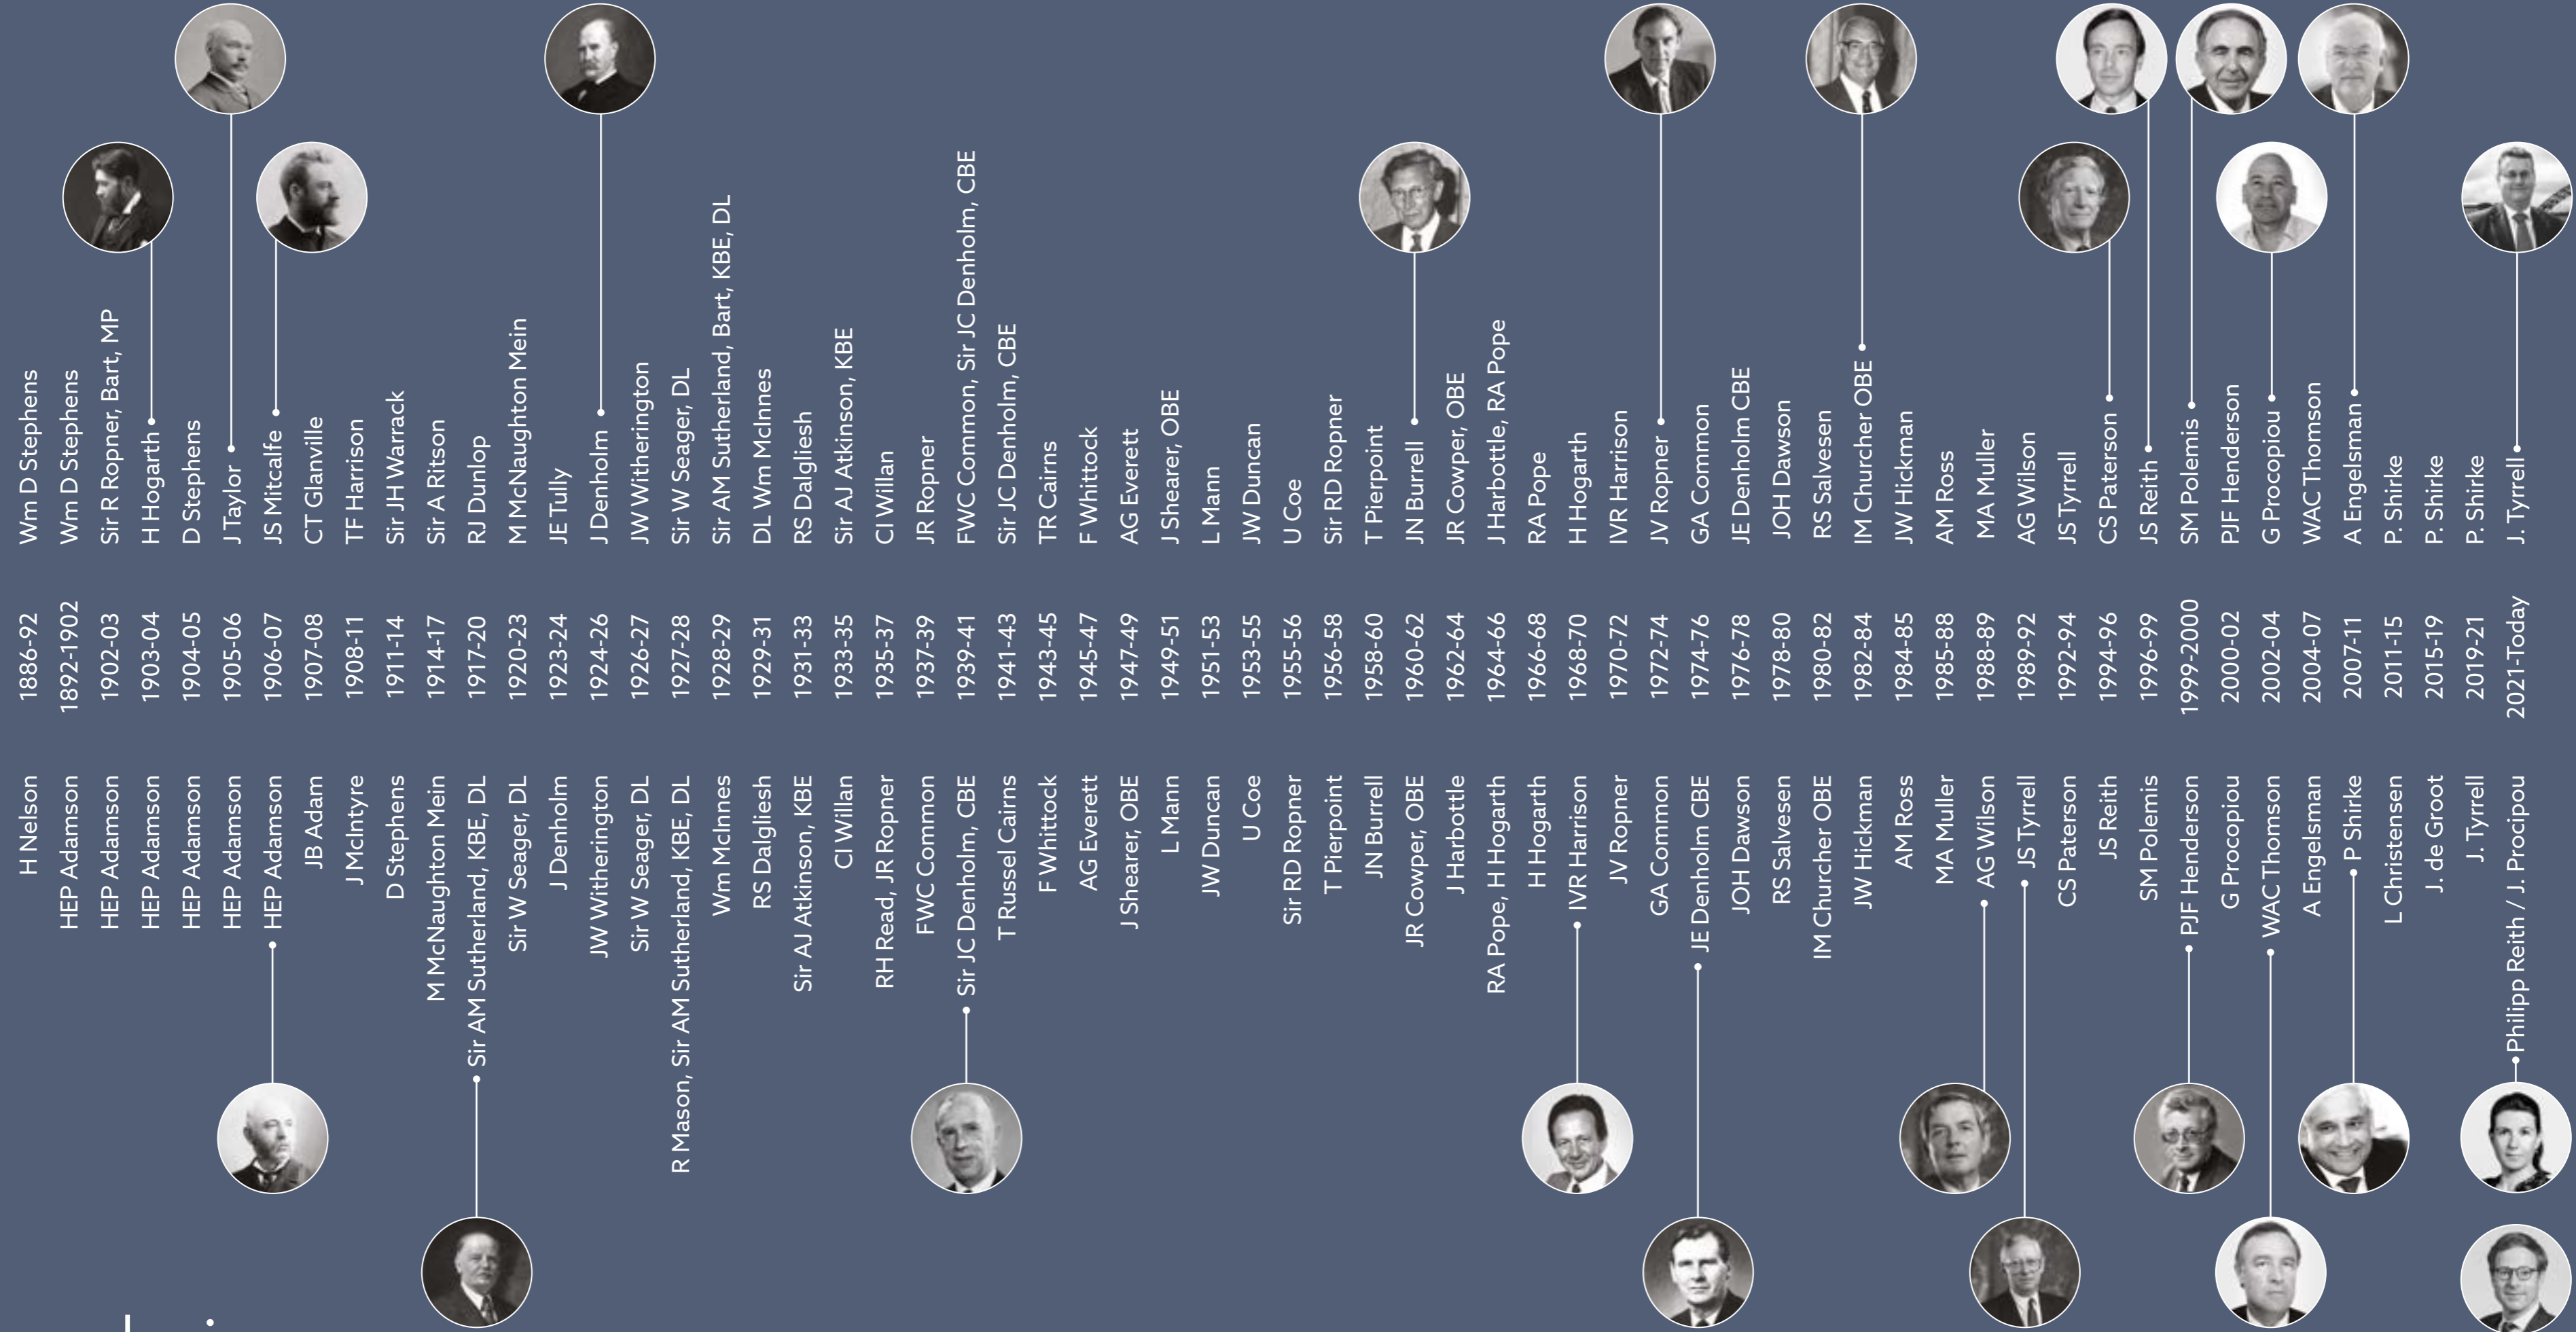 H Nelson 1886-92 Wm D Stephens
HEP Adamson 1892-1902 Wm D Stephens
HEP Adamson 1902-03 Sir R Ropner, Bart, MP
HEP Adamson 1903-04 H Hogarth
HEP Adamson 1904-05 D Stephens
HEP Adamson 1905-06 J Taylor
HEP Adamson 1906-07 JS Mitcalfe
JB Adam 1907-08 CT Glanville
J McIntyre 1908-11 TF Harrison
D Stephens 1911-14 Sir JH Warrack
M McNaughton Mein 1914-17 Sir A Ritson
Sir AM Sutherland, KBE, DL 1917-20 RJ Dunlop
Sir W Seager, DL 1920-23 M McNaughton Mein
J Denholm 1923-24 JE Tully
JW Witherington 1924-26 J Denholm
Sir W Seager, DL 1926-27 JW Witherington
R Mason, Sir AM Sutherland, KBE, DL 1927-28 Sir W Seager, DL
Wm McInnes 1928-29 Sir AM Sutherland, Bart, KBE, DL
RS Dalgliesh 1929-31 DL Wm McInnes
Sir AJ Atkinson, KBE 1931-33 RS Dalgliesh
CI Willan 1933-35 Sir AJ Atkinson, KBE
RH Read, JR Ropner 1935-37 CI Willan
FWC Common 1937-39 JR Ropner
Sir JC Denholm, CBE 1939-41 FWC Common, Sir JC Denholm, CBE
T Russel Cairns 1941-43 Sir JC Denholm, CBE
F Whittock 1943-45 TR Cairns
AG Everett 1945-47 F Whittock
J Shearer, OBE 1947-49 AG Everett
L Mann 1949-51 J Shearer, OBE
JW Duncan 1951-53 L Mann
U Coe 1953-55 JW Duncan
Sir RD Ropner 1955-56 U Coe
T Pierpoint 1956-58 Sir RD Ropner
JN Burrell 1958-60 T Pierpoint
JR Cowper, OBE 1960-62 JN Burrell
J Harbottle 1962-64 JR Cowper, OBE
RA Pope, H Hogarth 1964-66 J Harbottle, RA Pope
H Hogarth 1966-68 RA Pope
IVR Harrison 1968-70 H Hogarth
JV Ropner 1970-72 IVR Harrison
GA Common 1972-74 JV Ropner
JE Denholm CBE 1974-76 GA Common
JOH Dawson 1976-78 JE Denholm CBE
RS Salvesen 1978-80 JOH Dawson
IM Churcher OBE 1980-82 RS Salvesen
JW Hickman 1982-84 IM Churcher OBE
AM Ross 1984-85 JW Hickman
MA Muller 1985-88 AM Ross
AG Wilson 1988-89 MA Muller
JS Tyrrell 1989-92 AG Wilson
CS Paterson 1992-94 JS Tyrrell
JS Reith 1994-96 CS Paterson
SM Polemis 1996-99 JS Reith
PJF Henderson 1999-2000 SM Polemis
G Procopiou 2000-02 PJF Henderson
WAC Thomson 2002-04 G Procopiou
A Engelsman 2004-07 WAC Thomson
P Shirke 2007-11 A Engelsman
L Christensen 2011-15 P. Shirke
J. de Groot 2015-19 P. Shirke
J. Tyrrell 2019-21 P. Shirke
Philipp Reith / J. Procipou 2021-Today J. Tyrrell